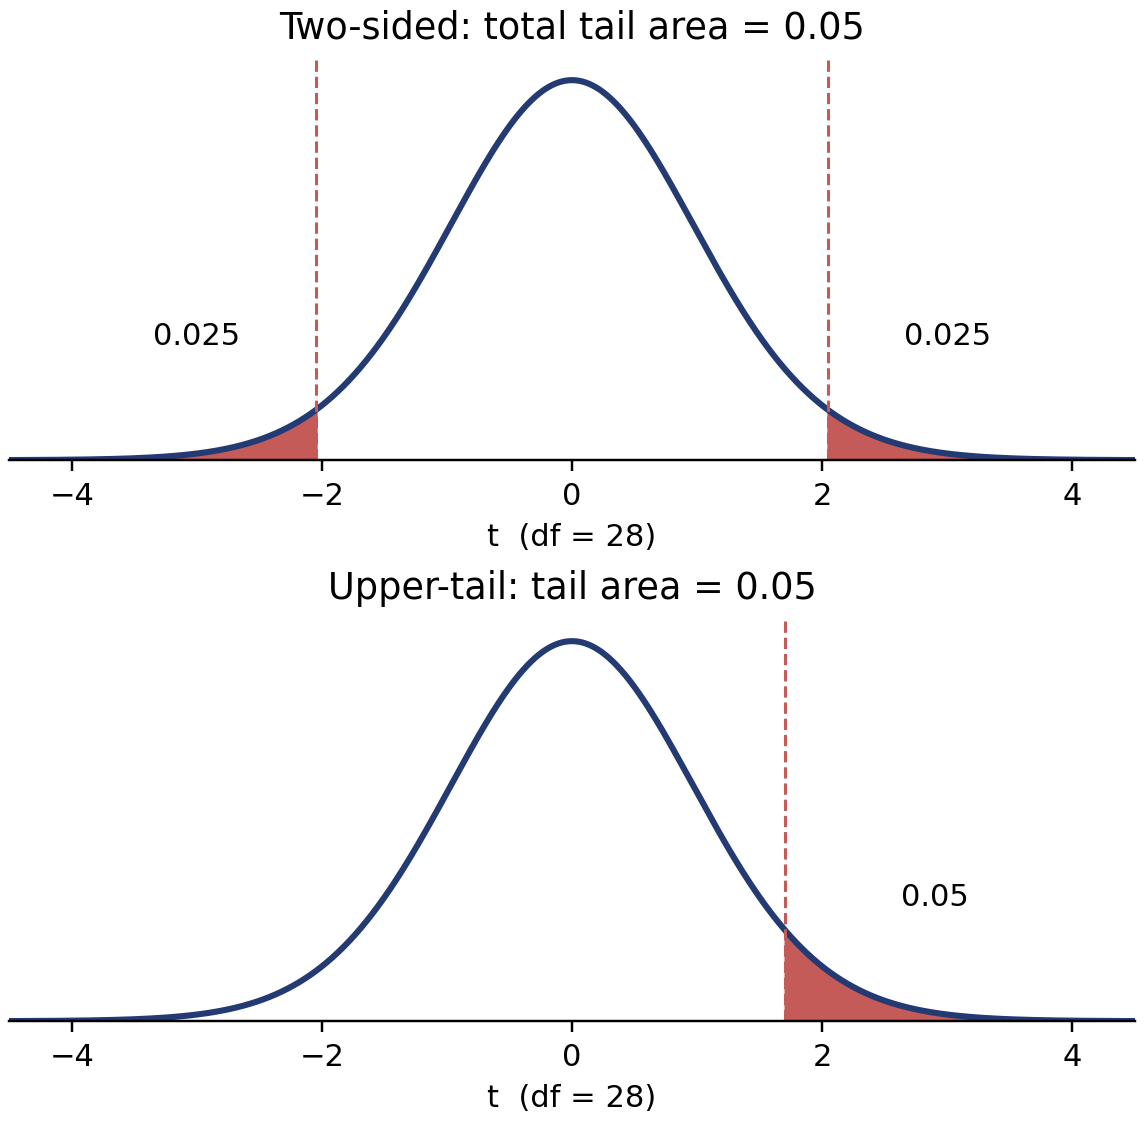 Two-sided: total tail area = 0.05
0.025 0.025
−4 −2 0 2 4
t (df = 28)
Upper-tail: tail area = 0.05
0.05
−4 −2 0 2 4
t (df = 28)